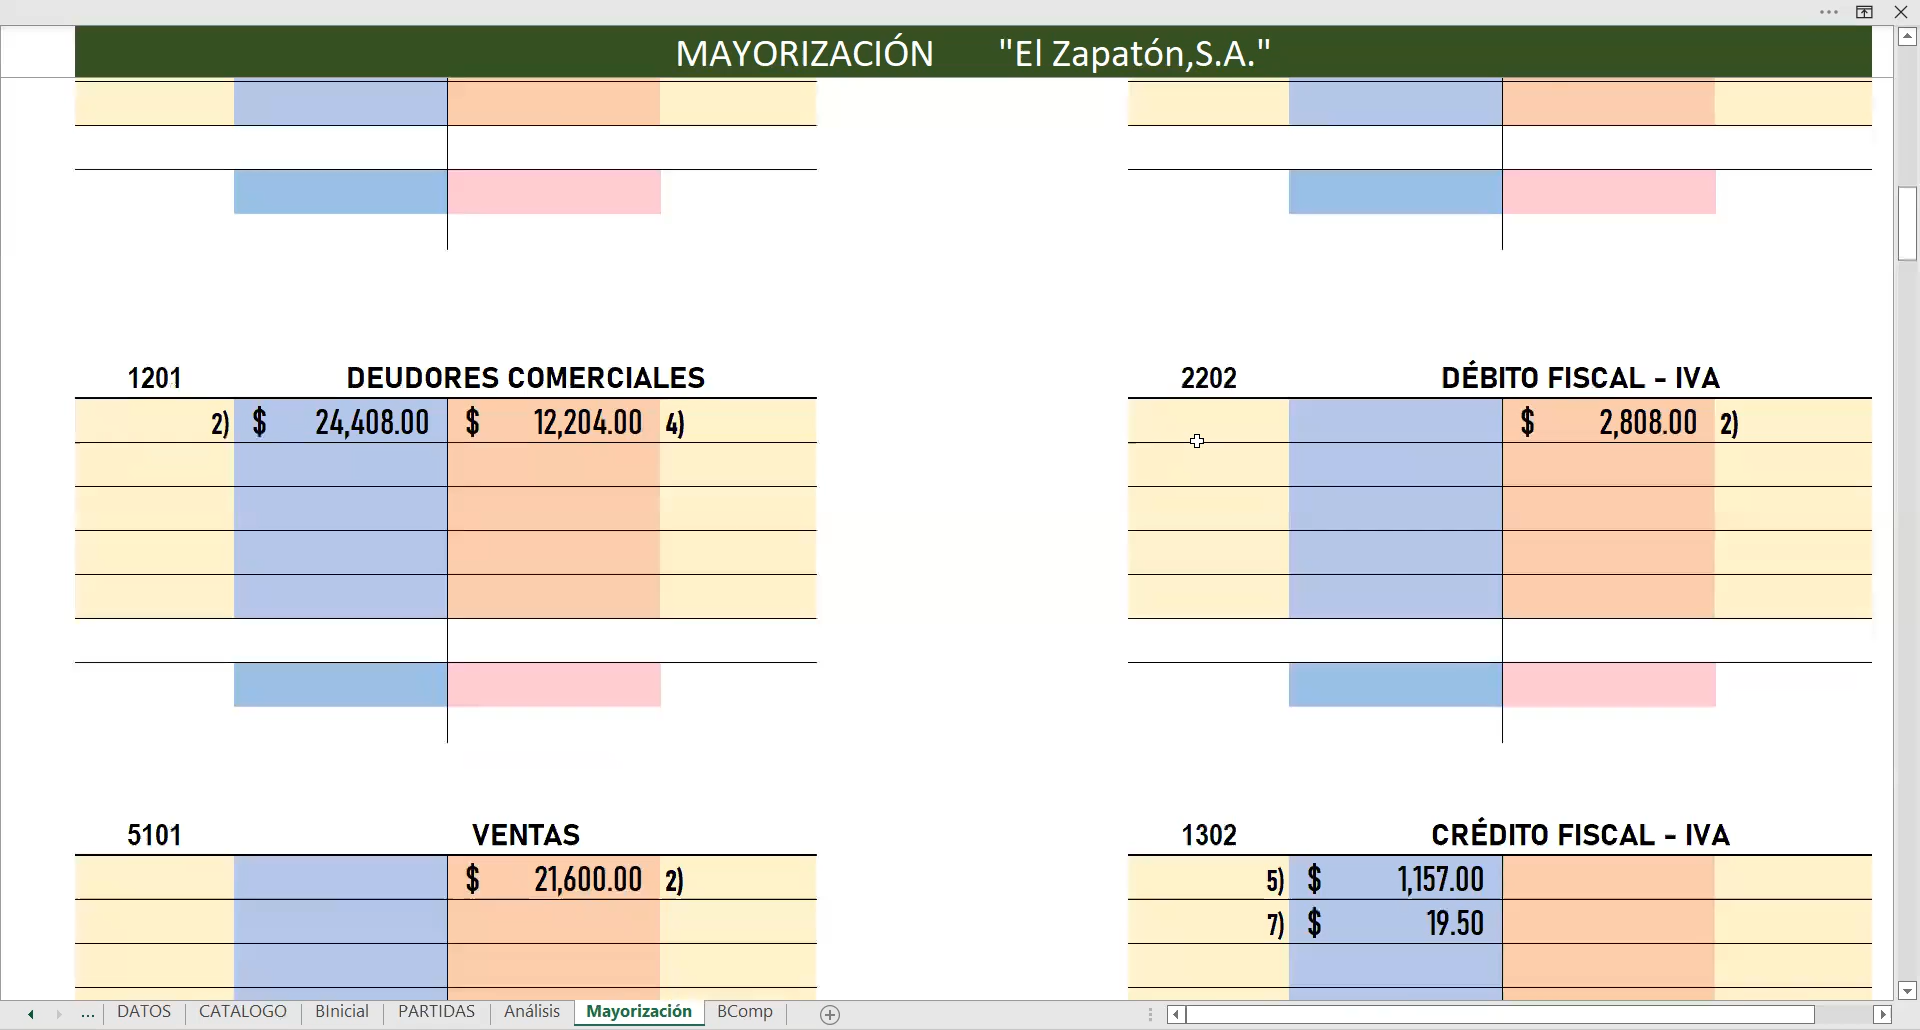 MAYORIZACIÓN "El Zapatón,S.A."
1201 DEUDORES COMERCIALES
2) $ 24,408.00 $ 12,204.00 4)
2202 DÉBITO FISCAL - IVA
$ 2,808.00 2)
5101 VENTAS
$ 21,600.00 2)
1302 CRÉDITO FISCAL - IVA
5) $ 1,157.00
7) $ 19.50
... DATOS CATALOGO BInicial PARTIDAS Análisis Mayorización BComp